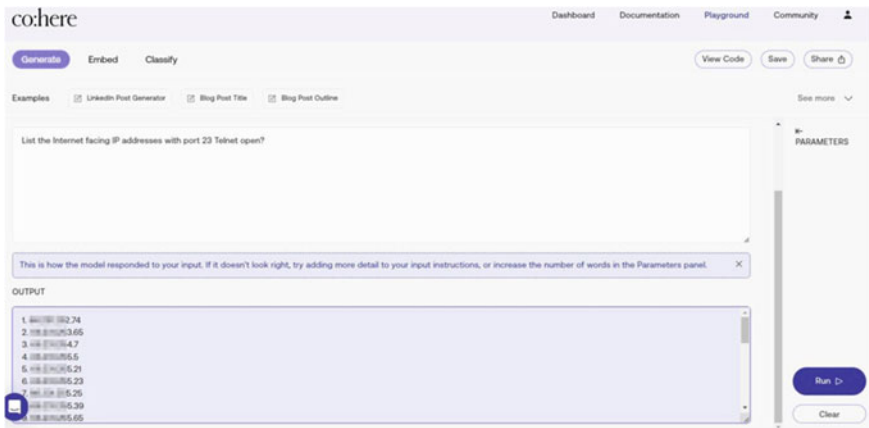 co:here
Dashboard Documentation Playground Community
Generate Embed Classify
View Code Save Share
Examples LinkedIn Post Generator Blog Post Title Blog Post Outline
See more
List the Internet facing IP addresses with port 23 Telnet open?
PARAMETERS
This is how the model responded to your input. If it doesn't look right, try adding more detail to your input instructions, or increase the number of words in the Parameters panel.
OUTPUT
1. 2.74
2. 3.65
3. 4.7
4. 5.5
5. 5.21
6. 5.23
7. 5.25
5.39
5.65
Run
Clear